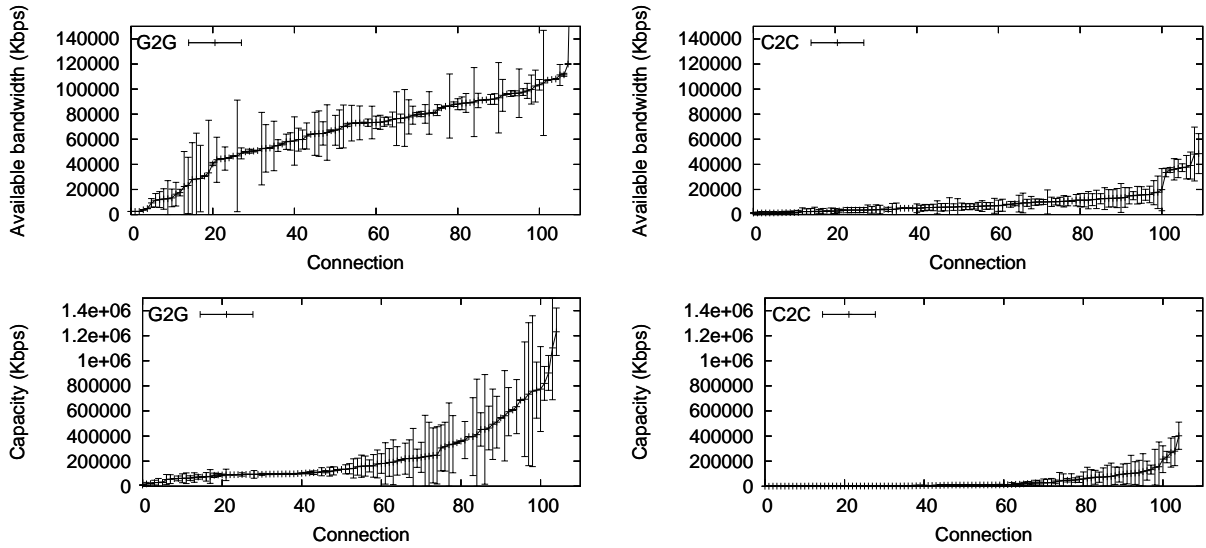 Available bandwidth (Kbps)
140000
120000
100000
80000
60000
40000
20000
0
G2G
0 20 40 60 80 100
Connection
Available bandwidth (Kbps)
140000
120000
100000
80000
60000
40000
20000
0
C2C
0 20 40 60 80 100
Connection
Capacity (Kbps)
1.4e+06
1.2e+06
1e+06
800000
600000
400000
200000
0
G2G
0 20 40 60 80 100
Connection
Capacity (Kbps)
1.4e+06
1.2e+06
1e+06
800000
600000
400000
200000
0
C2C
0 20 40 60 80 100
Connection